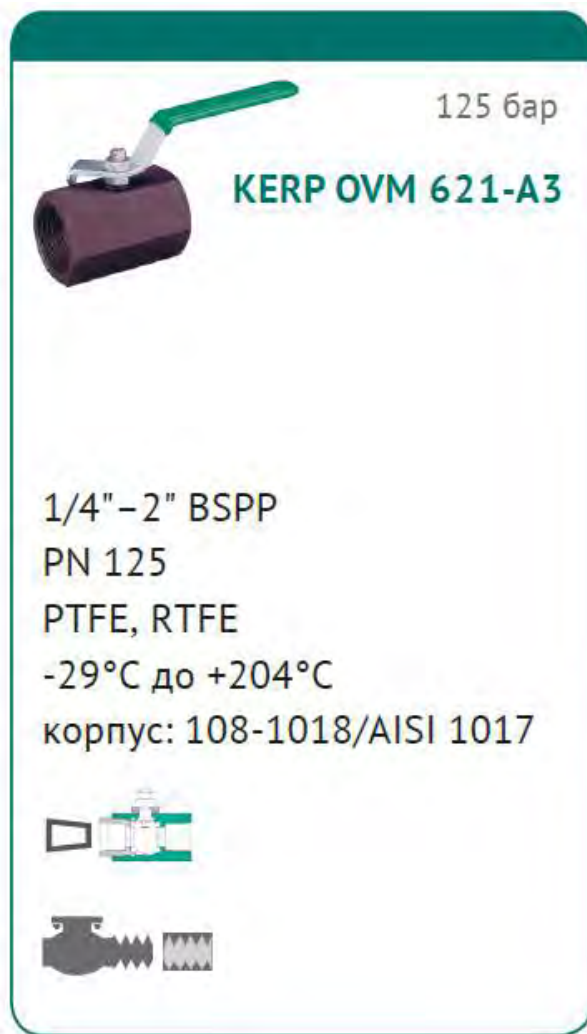 125 бар
KERP OVM 621-A3
1/4"–2" BSPP
PN 125
PTFE, RTFE
-29°C до +204°C
корпус: 108-1018/AISI 1017